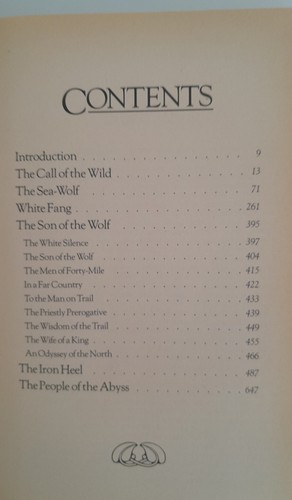 CONTENTS
Introduction . . . . . . . . . . . . . . . 9
The Call of the Wild . . . . . . . . . . . . 13
The Sea-Wolf . . . . . . . . . . . . . . 71
White Fang . . . . . . . . . . . . . . . 261
The Son of the Wolf . . . . . . . . . . . . 395
The White Silence . . . . . . . . . . . . 397
The Son of the Wolf . . . . . . . . . . . 404
The Men of Forty-Mile . . . . . . . . . . 415
In a Far Country . . . . . . . . . . . . 422
To the Man on Trail . . . . . . . . . . . 433
The Priestly Prerogative . . . . . . . . . . 439
The Wisdom of the Trail . . . . . . . . . . 449
The Wife of a King . . . . . . . . . . . 455
An Odyssey of the North . . . . . . . . . 466
The Iron Heel . . . . . . . . . . . . . . 487
The People of the Abyss . . . . . . . . . . 647